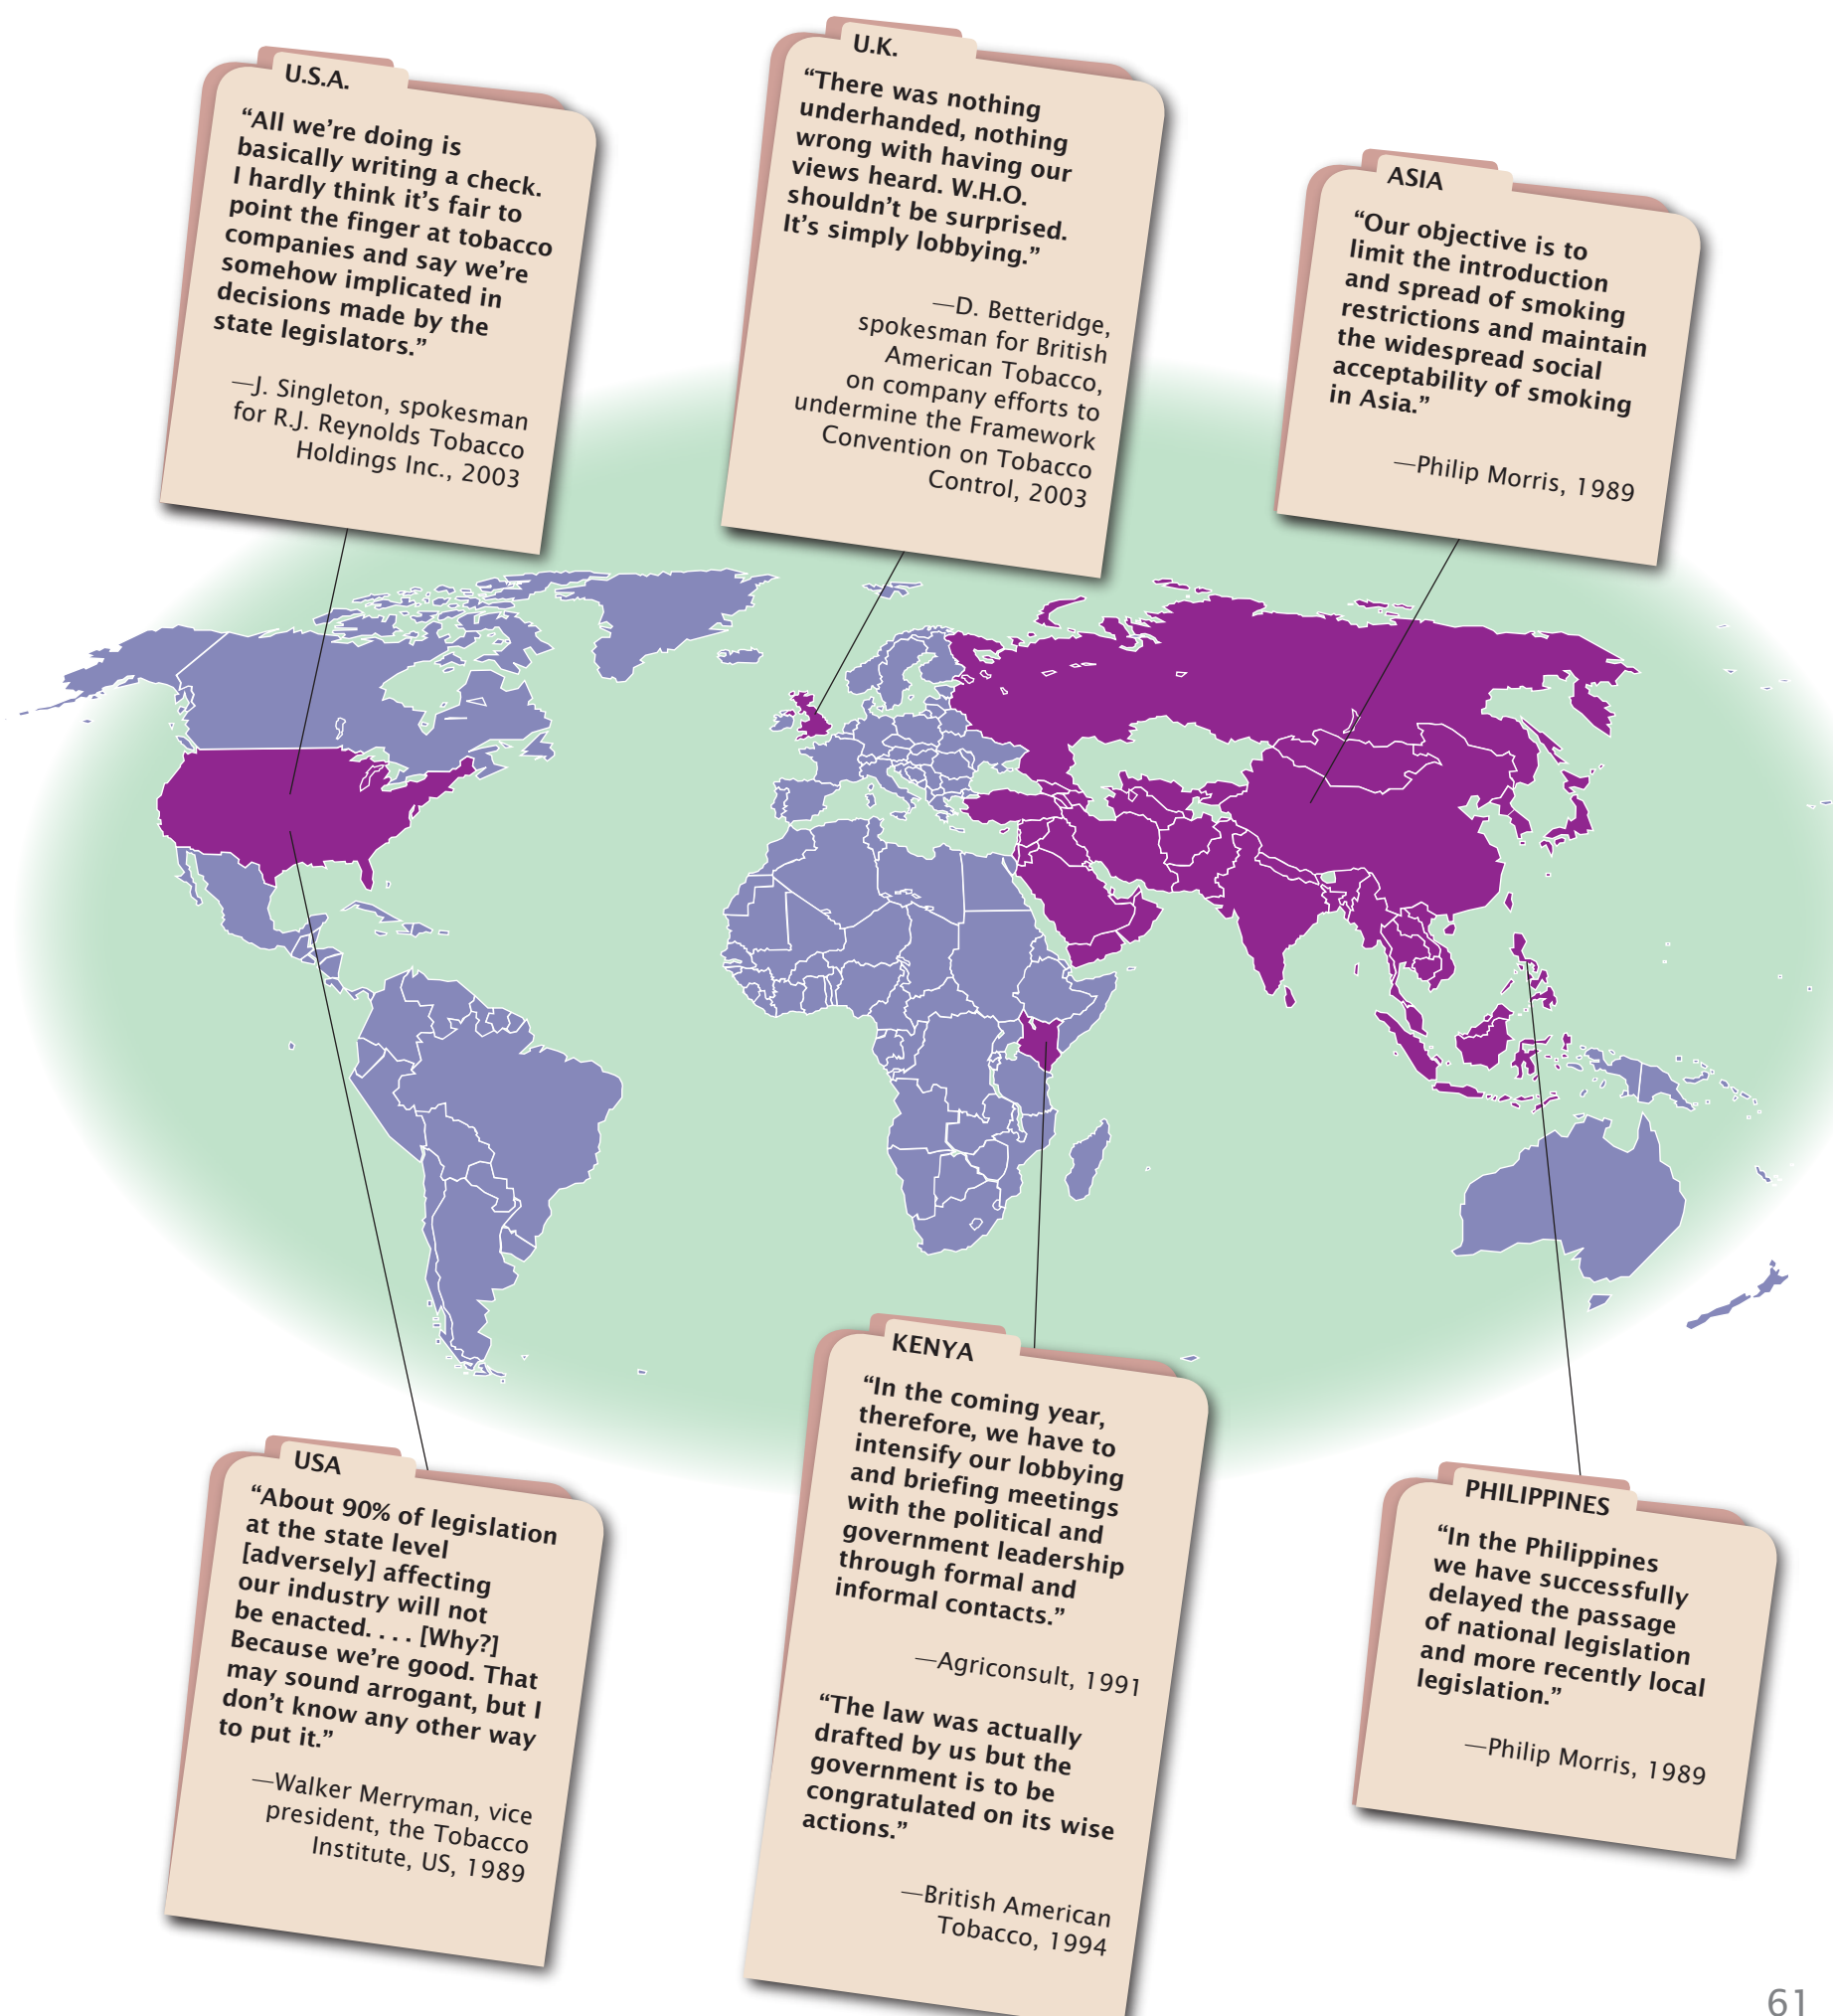 U.S.A.
“All we’re doing is
basically writing a check.
I hardly think it’s fair to
point the finger at tobacco
companies and say we’re
somehow implicated in
decisions made by the
state legislators.”
—J. Singleton, spokesman
for R.J. Reynolds Tobacco
Holdings Inc., 2003
U.K.
“There was nothing
underhanded, nothing
wrong with having our
views heard. W.H.O.
shouldn’t be surprised.
It’s simply lobbying.”
—D. Betteridge,
spokesman for British
American Tobacco,
on company efforts to
undermine the Framework
Convention on Tobacco
Control, 2003
ASIA
“Our objective is to
limit the introduction
and spread of smoking
restrictions and maintain
the widespread social
acceptability of smoking
in Asia.”
—Philip Morris, 1989
USA
“About 90% of legislation
at the state level
[adversely] affecting
our industry will not
be enacted. . . . [Why?]
Because we’re good. That
may sound arrogant, but I
don’t know any other way
to put it.”
—Walker Merryman, vice
president, the Tobacco
Institute, US, 1989
KENYA
“In the coming year,
therefore, we have to
intensify our lobbying
and briefing meetings
with the political and
government leadership
through formal and
informal contacts.”
—Agriconsult, 1991
“The law was actually
drafted by us but the
government is to be
congratulated on its wise
actions.”
—British American
Tobacco, 1994
PHILIPPINES
“In the Philippines
we have successfully
delayed the passage
of national legislation
and more recently local
legislation.”
—Philip Morris, 1989
61